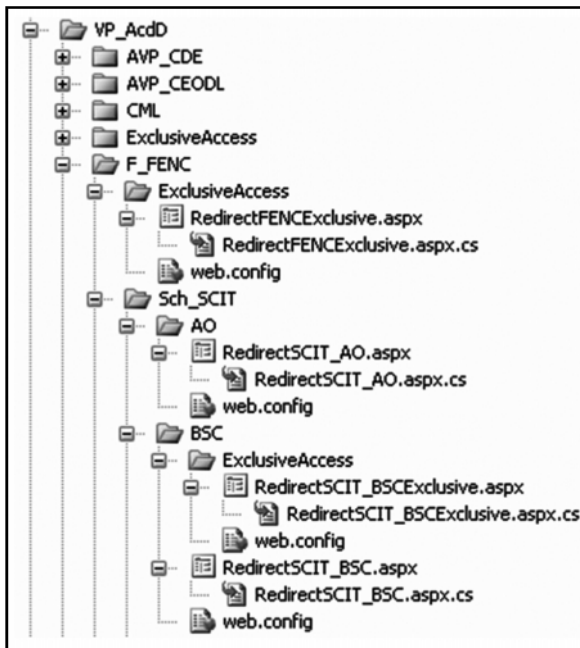 VP_AcdD
AVP_CDE
AVP_CEODL
CML
ExclusiveAccess
F_FENC
ExclusiveAccess
RedirectFENCExclusive.aspx
RedirectFENCExclusive.aspx.cs
web.config
Sch_SCIT
AO
RedirectSCIT_AO.aspx
RedirectSCIT_AO.aspx.cs
web.config
BSC
ExclusiveAccess
RedirectSCIT_BSCExclusive.aspx
RedirectSCIT_BSCExclusive.aspx.cs
web.config
RedirectSCIT_BSC.aspx
RedirectSCIT_BSC.aspx.cs
web.config